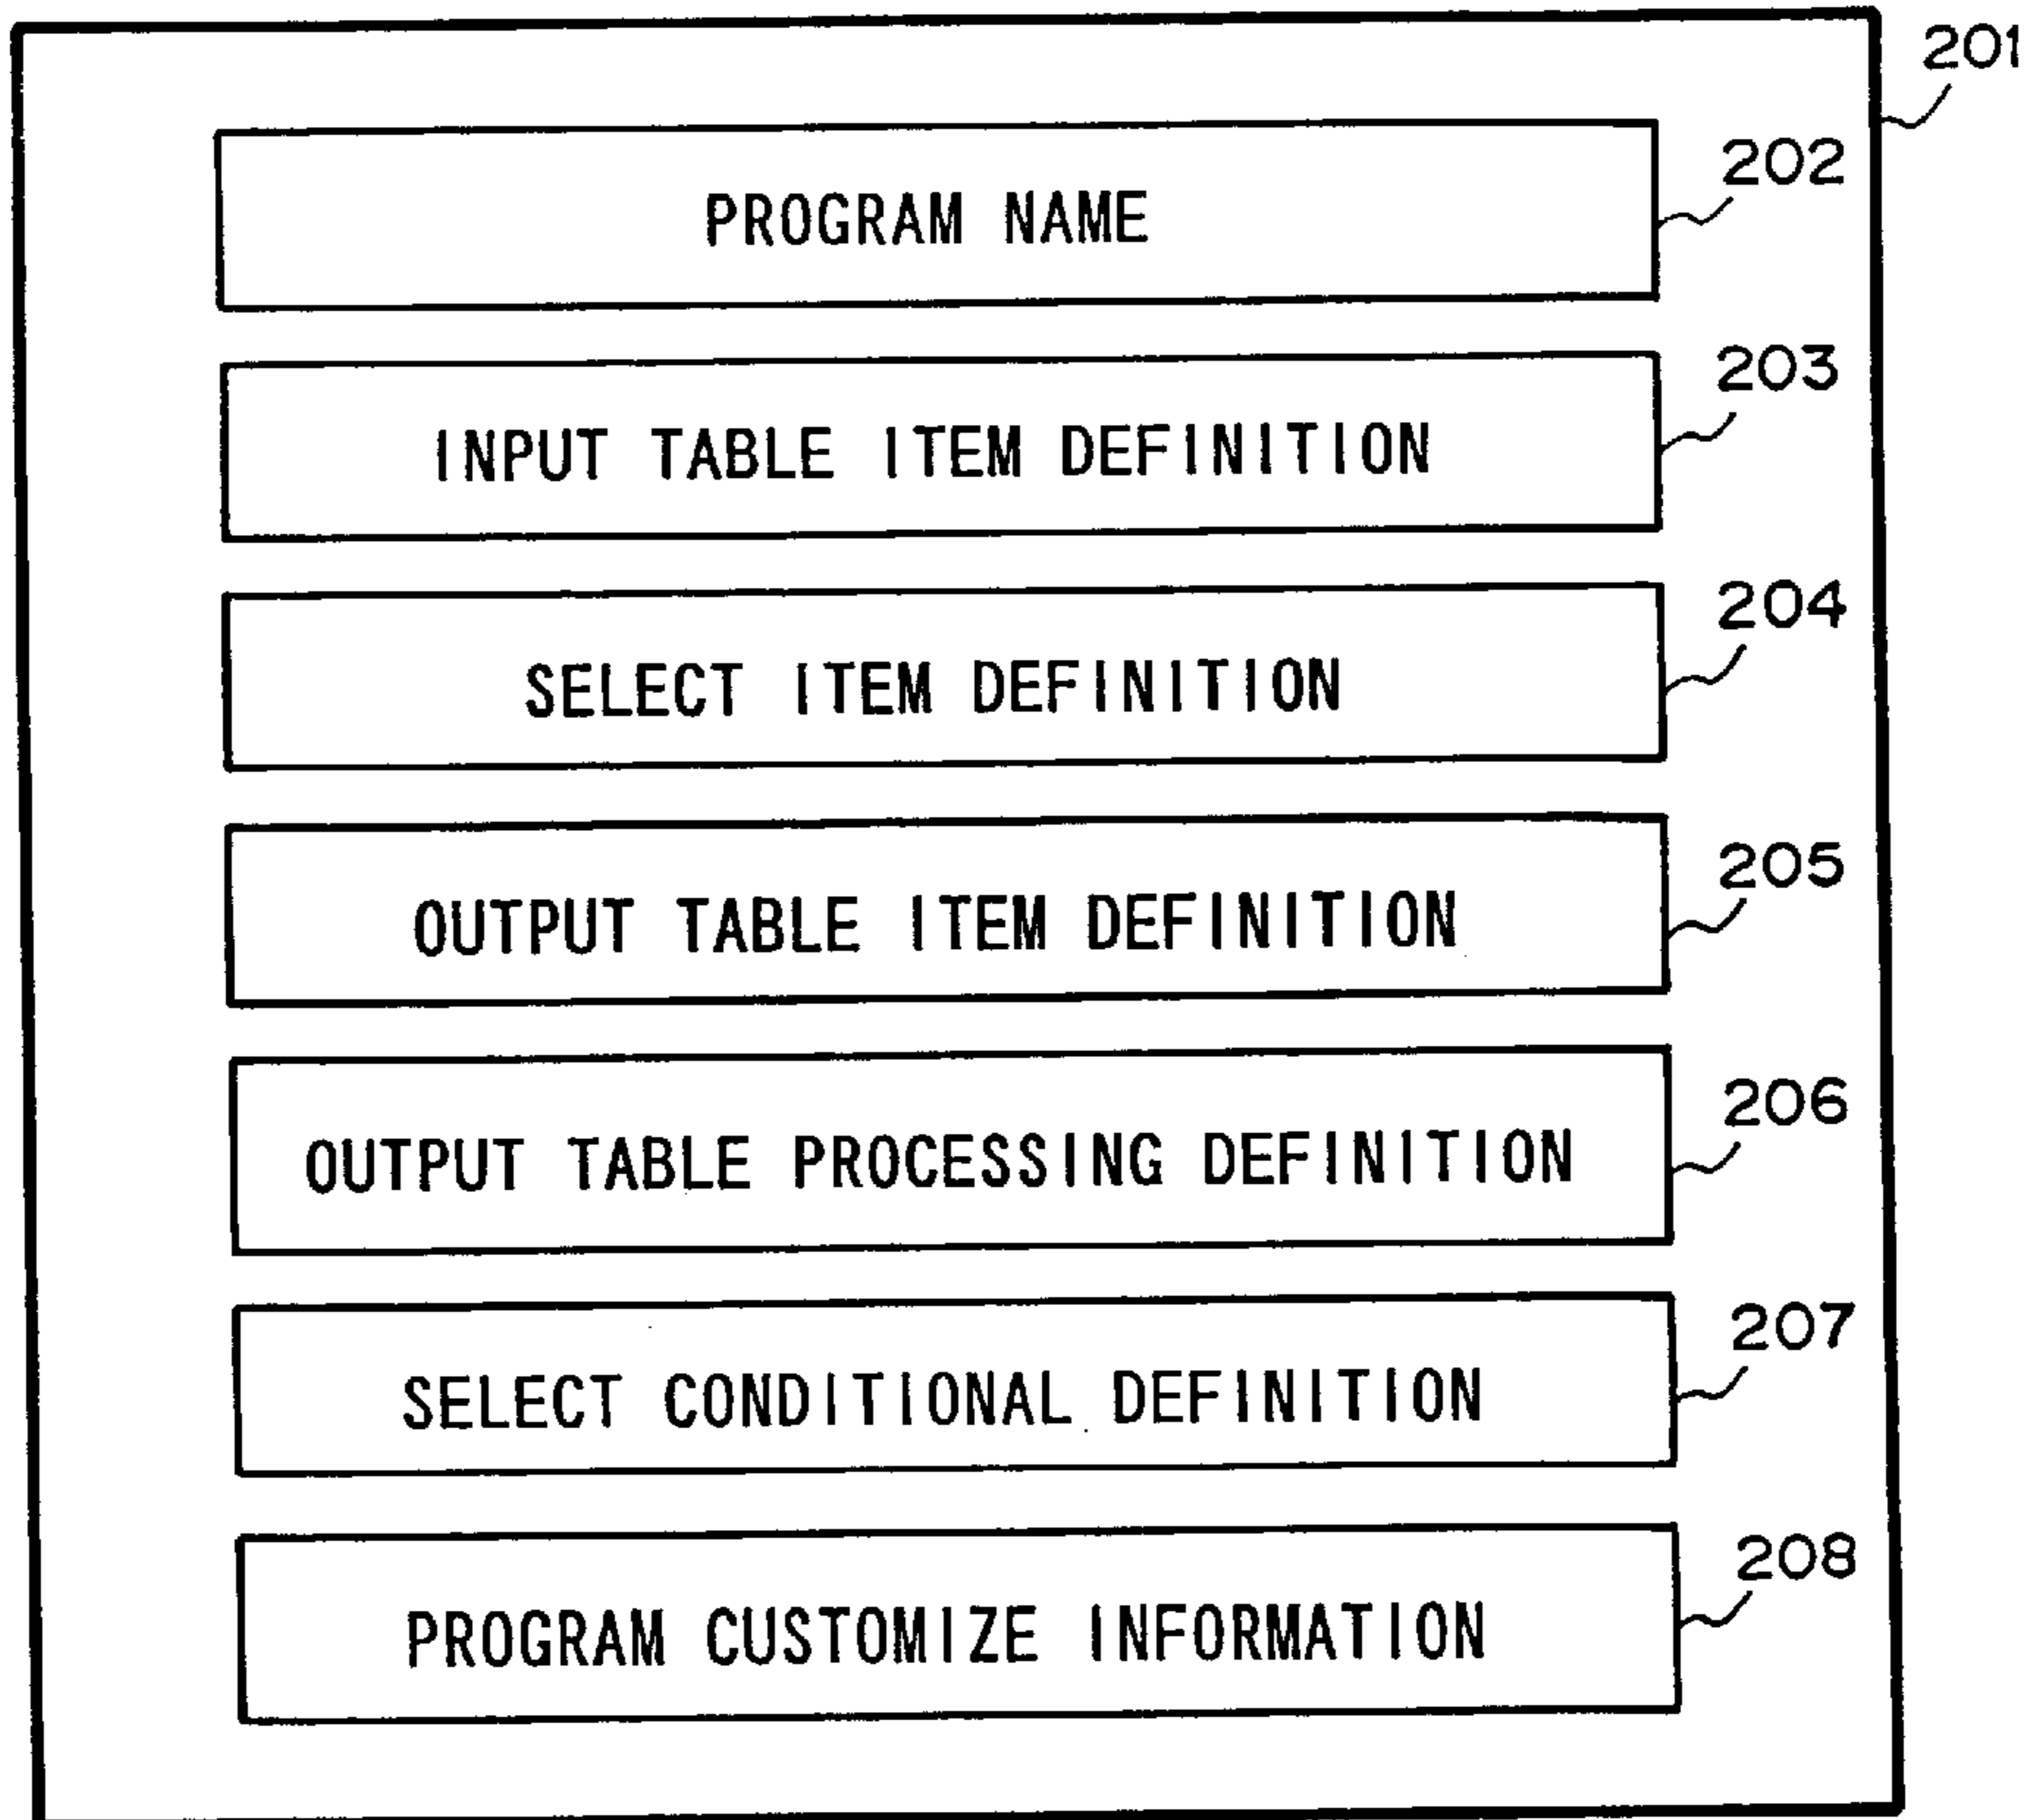 201
PROGRAM NAME
202
INPUT TABLE ITEM DEFINITION
203
SELECT ITEM DEFINITION
204
OUTPUT TABLE ITEM DEFINITION
205
OUTPUT TABLE PROCESSING DEFINITION
206
SELECT CONDITIONAL DEFINITION
207
PROGRAM CUSTOMIZE INFORMATION
208